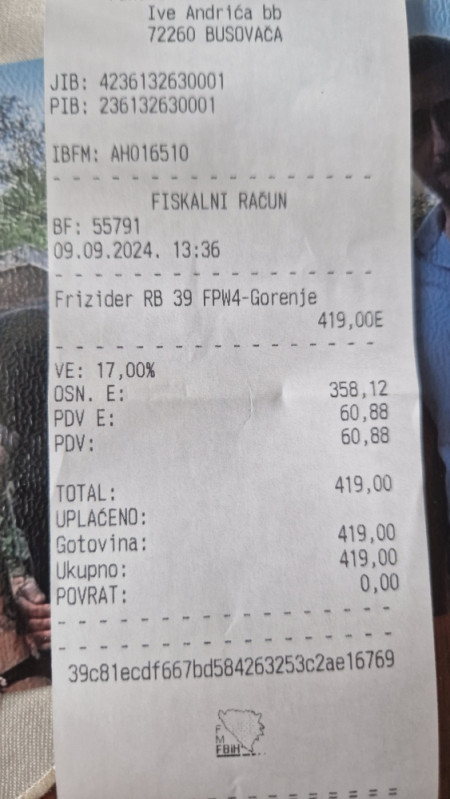 Ive Andrića bb
72260 BUSOVAČA
JIB: 4236132630001
PIB: 236132630001
IBFM: AH016510
- - - - - - - - - - - - - - - - -
FISKALNI RAČUN
BF: 55791
09.09.2024. 13:36
- - - - - - - - - - - - - - - - -
Frizider RB 39 FPW4-Gorenje
419,00E
- - - - - - - - - - - - - - - - -
VE: 17,00%
OSN. E: 358,12
PDV E: 60,88
PDV: 60,88
TOTAL: 419,00
UPLAĆENO:
Gotovina: 419,00
Ukupno: 419,00
POVRAT: 0,00
- - - - - - - - - - - - - - - - -
- - - - - - - - - - - - - - - - -
39c81ecdf667bd584263253c2ae16769
F
M
FBiH